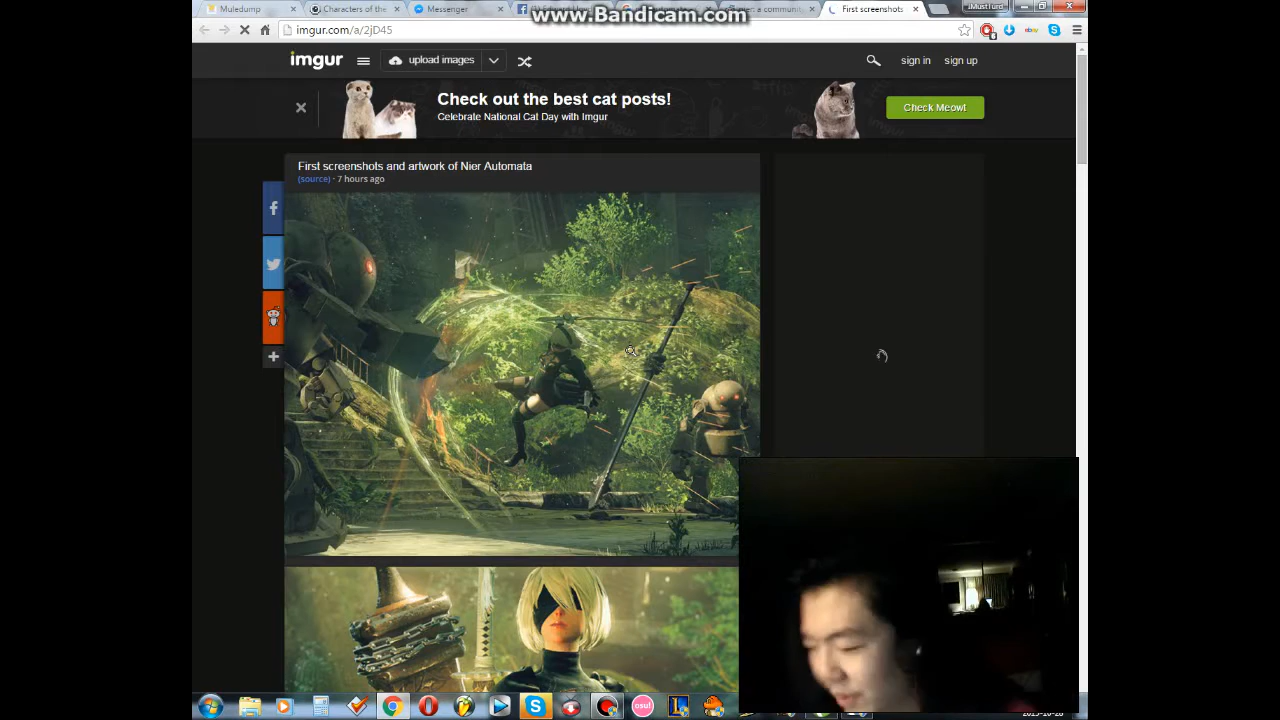 www.Bandicam.com
Muledump
Characters of the
Messenger
First screenshots
iMustTurd
imgur.com/a/2jD45
imgur
upload images
sign in
sign up
Check out the best cat posts!
Celebrate National Cat Day with Imgur
Check Meowt
First screenshots and artwork of Nier Automata
(source) - 7 hours ago
osu!